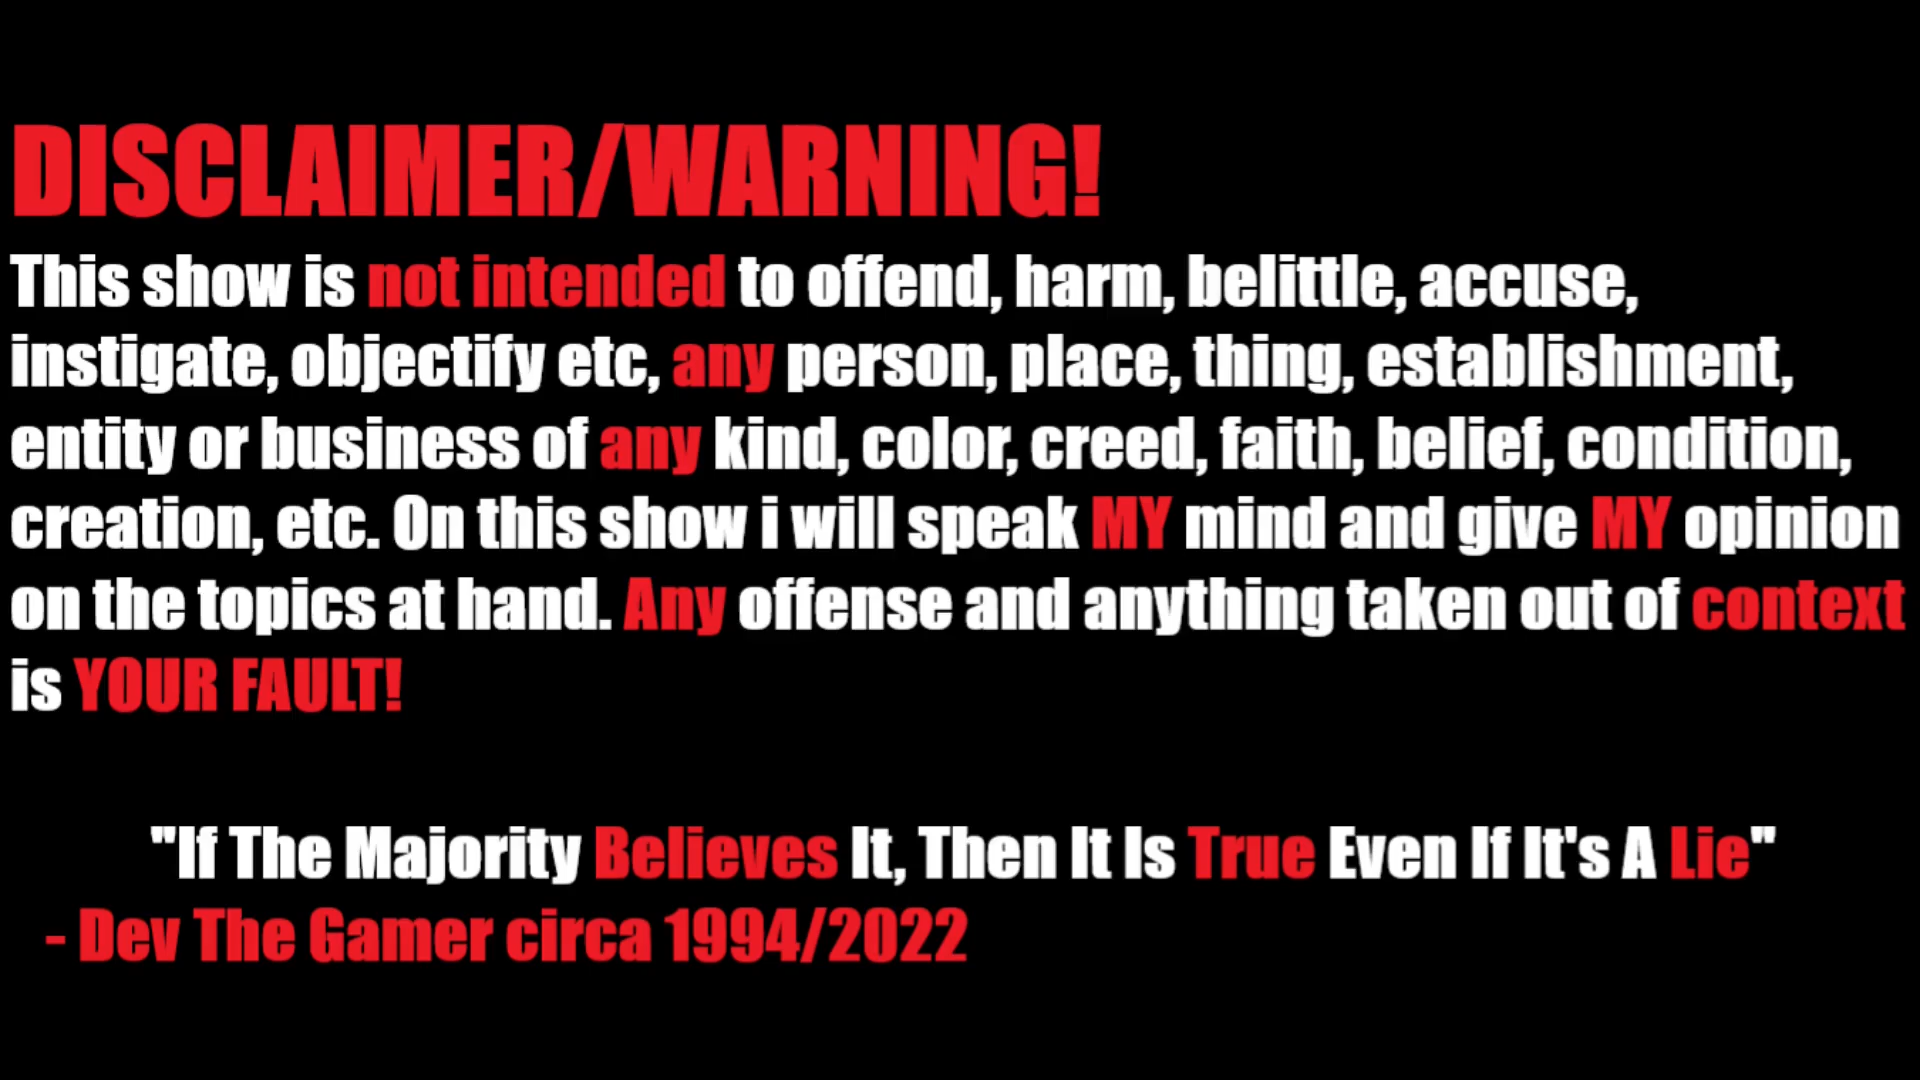 DISCLAIMER/WARNING!
This show is not intended to offend, harm, belittle, accuse,
instigate, objectify etc, any person, place, thing, establishment,
entity or business of any kind, color, creed, faith, belief, condition,
creation, etc. On this show i will speak MY mind and give MY opinion
on the topics at hand. Any offense and anything taken out of context
is YOUR FAULT!
"If The Majority Believes It, Then It Is True Even If It's A Lie"
- Dev The Gamer circa 1994/2022